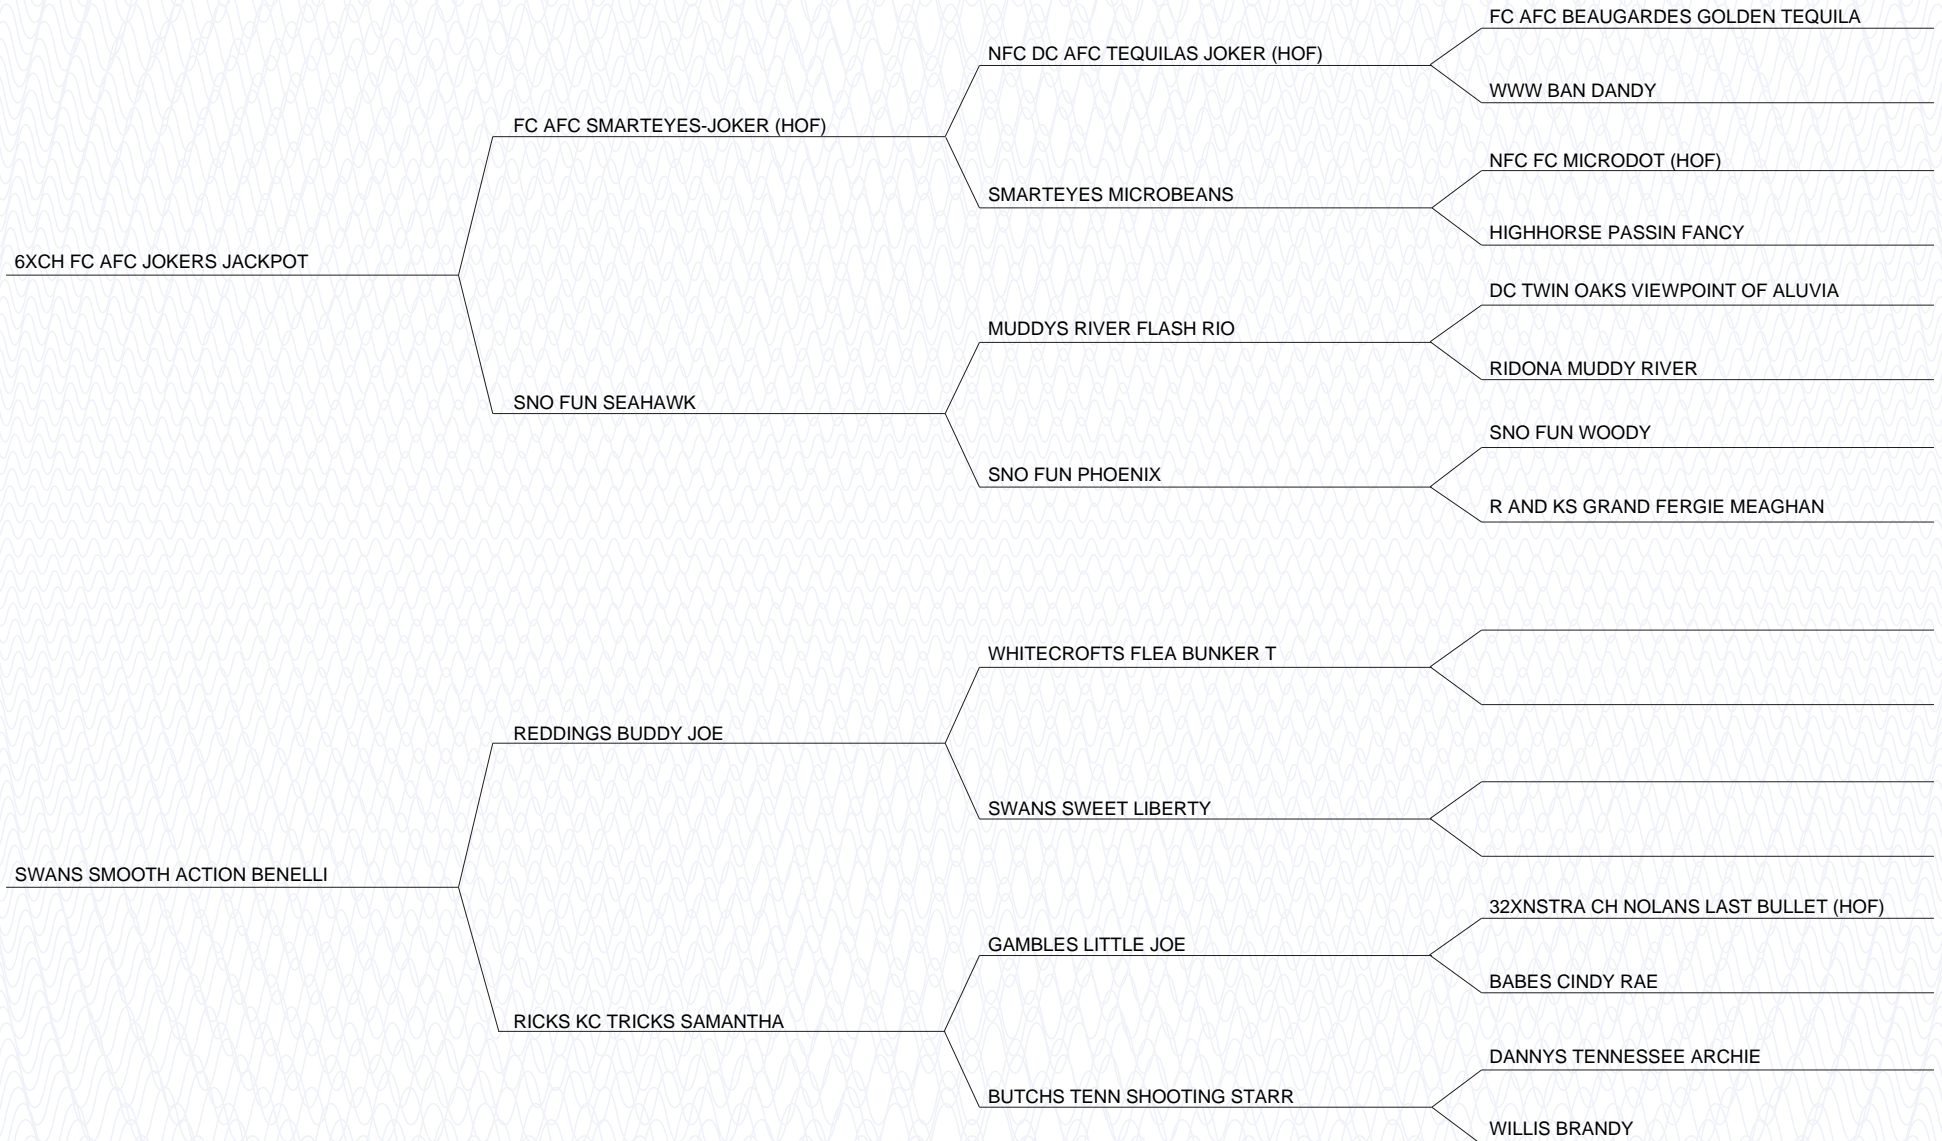 FC AFC BEAUGARDES GOLDEN TEQUILA
NFC DC AFC TEQUILAS JOKER (HOF)
WWW BAN DANDY
FC AFC SMARTEYES-JOKER (HOF)
NFC FC MICRODOT (HOF)
SMARTEYES MICROBEANS
HIGHHORSE PASSIN FANCY
6XCH FC AFC JOKERS JACKPOT
DC TWIN OAKS VIEWPOINT OF ALUVIA
MUDDYS RIVER FLASH RIO
RIDONA MUDDY RIVER
SNO FUN SEAHAWK
SNO FUN WOODY
SNO FUN PHOENIX
R AND KS GRAND FERGIE MEAGHAN
WHITECROFTS FLEA BUNKER T
REDDINGS BUDDY JOE
SWANS SWEET LIBERTY
SWANS SMOOTH ACTION BENELLI
32XNSTRA CH NOLANS LAST BULLET (HOF)
GAMBLES LITTLE JOE
BABES CINDY RAE
RICKS KC TRICKS SAMANTHA
DANNYS TENNESSEE ARCHIE
BUTCHS TENN SHOOTING STARR
WILLIS BRANDY